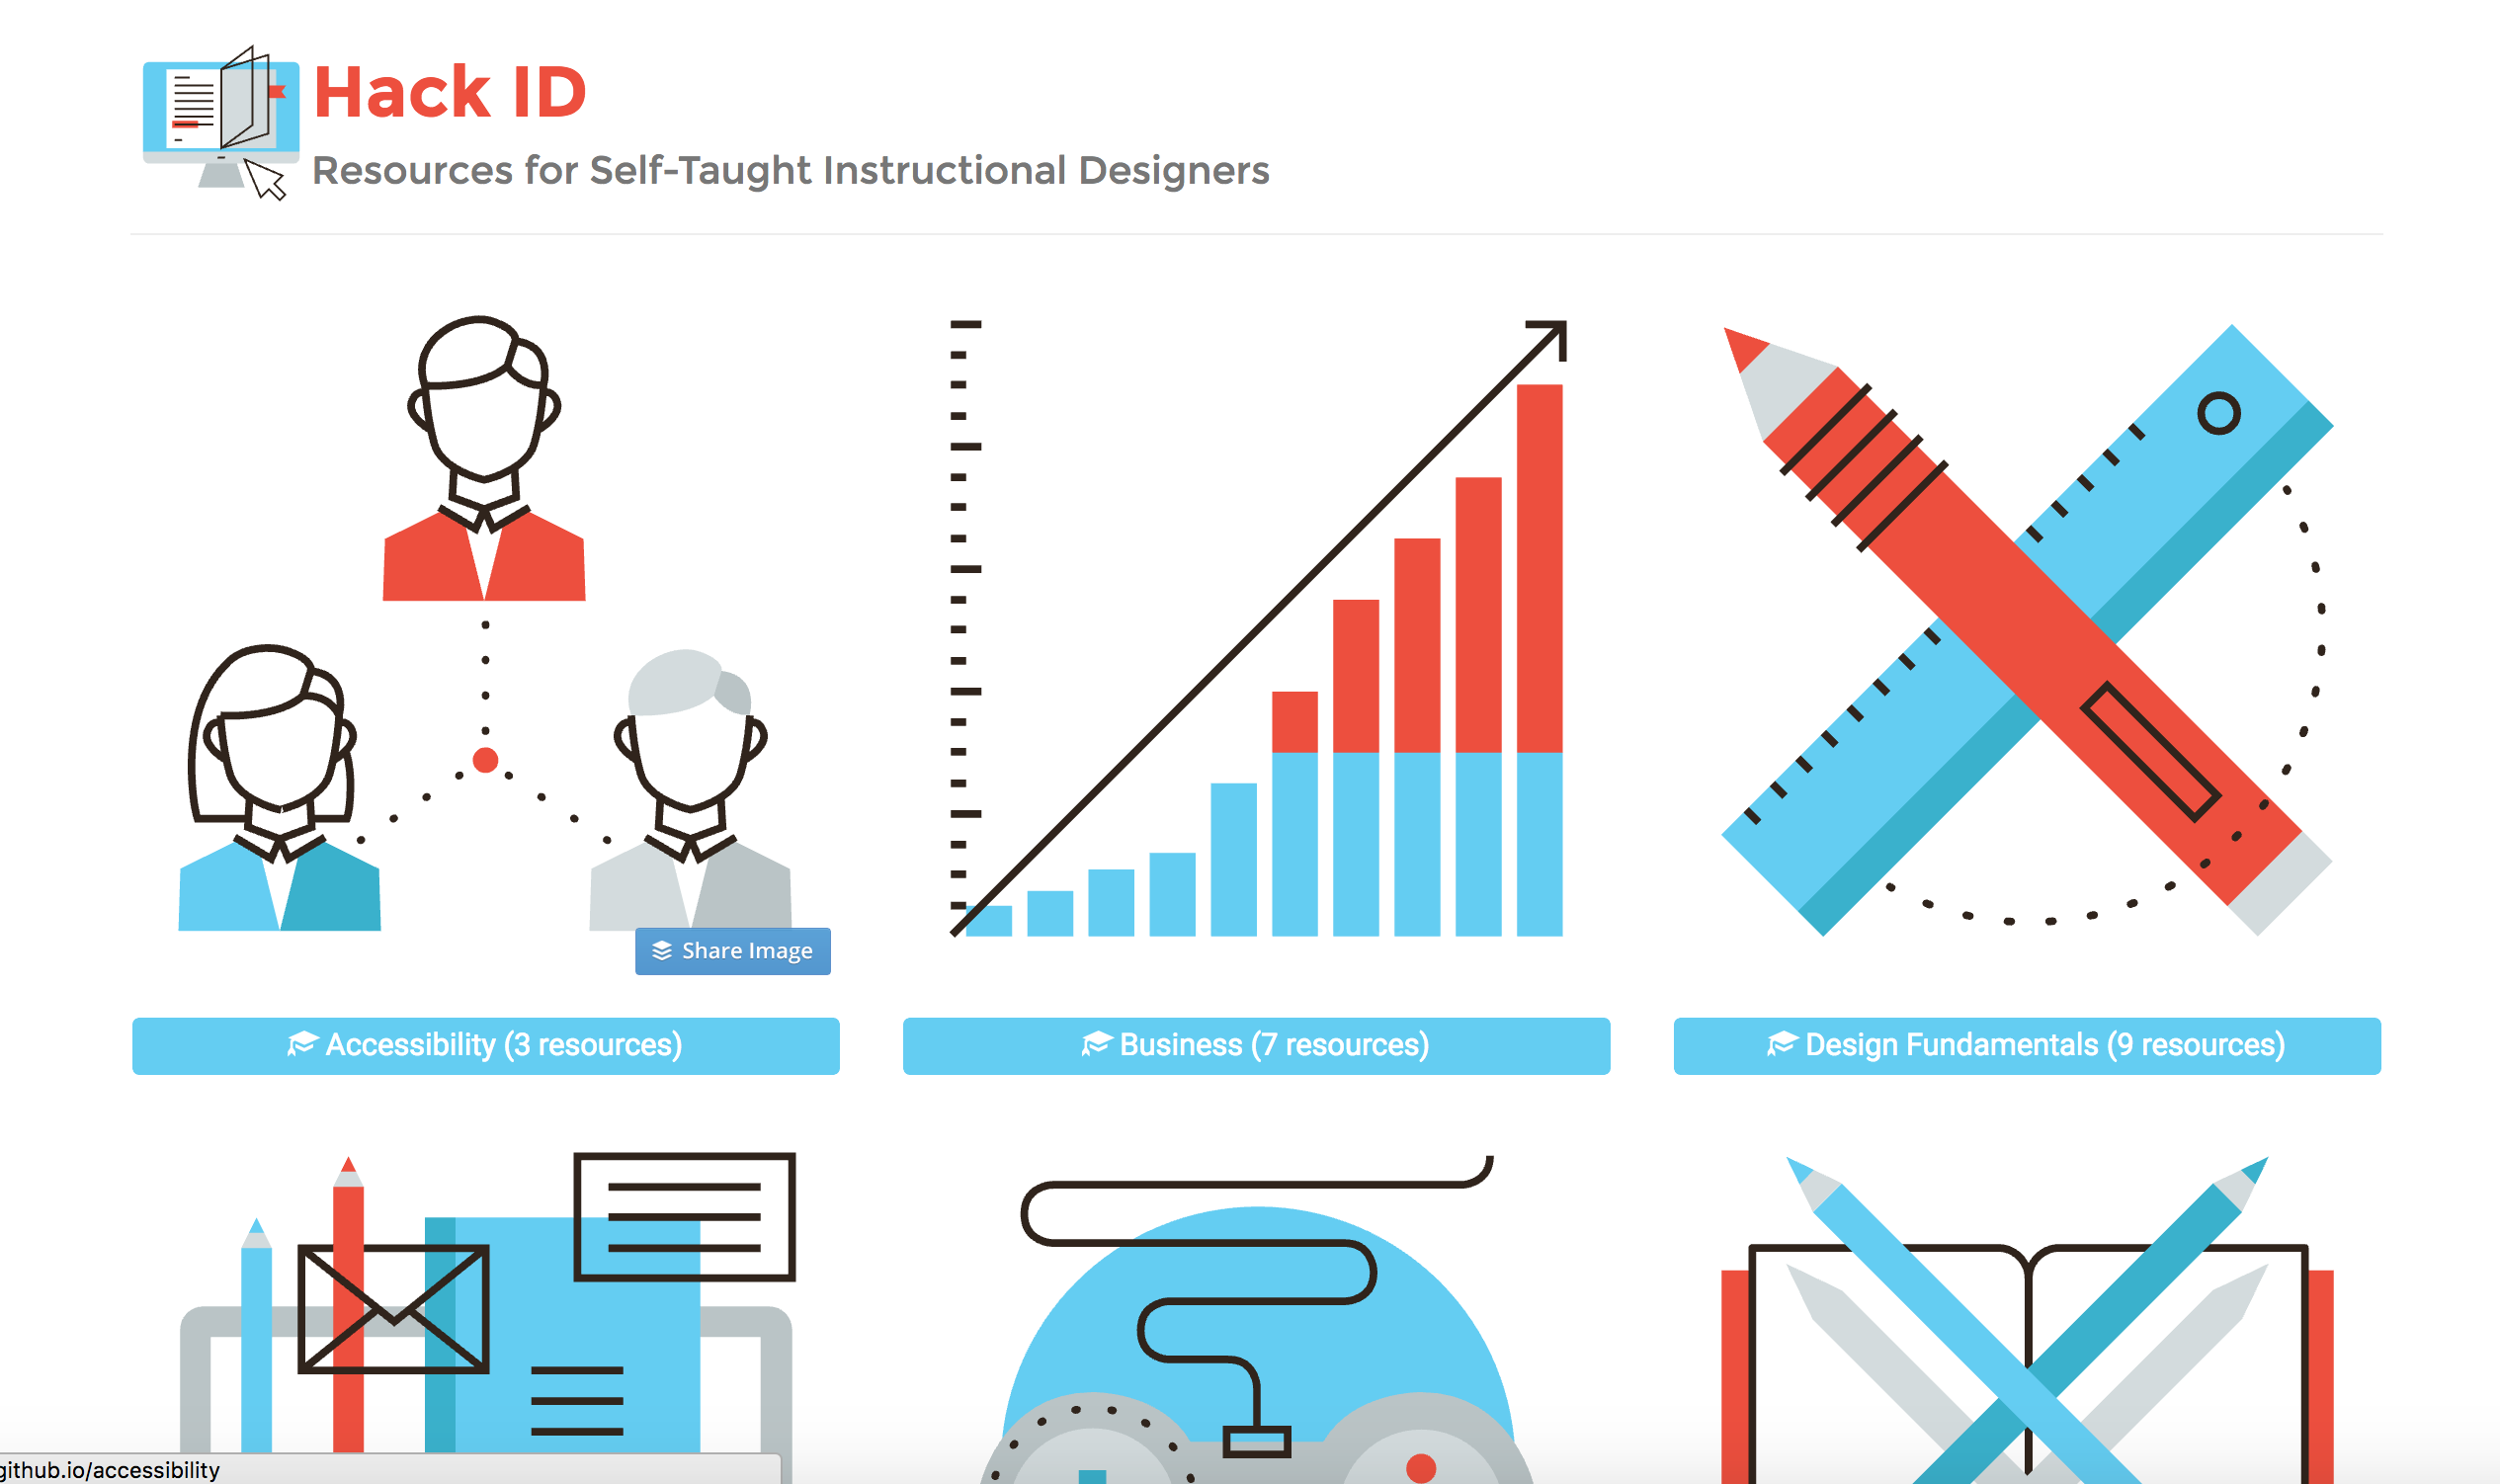 Hack ID
Resources for Self-Taught Instructional Designers
Share Image
Accessibility (3 resources)
Business (7 resources)
Design Fundamentals (9 resources)
github.io/accessibility